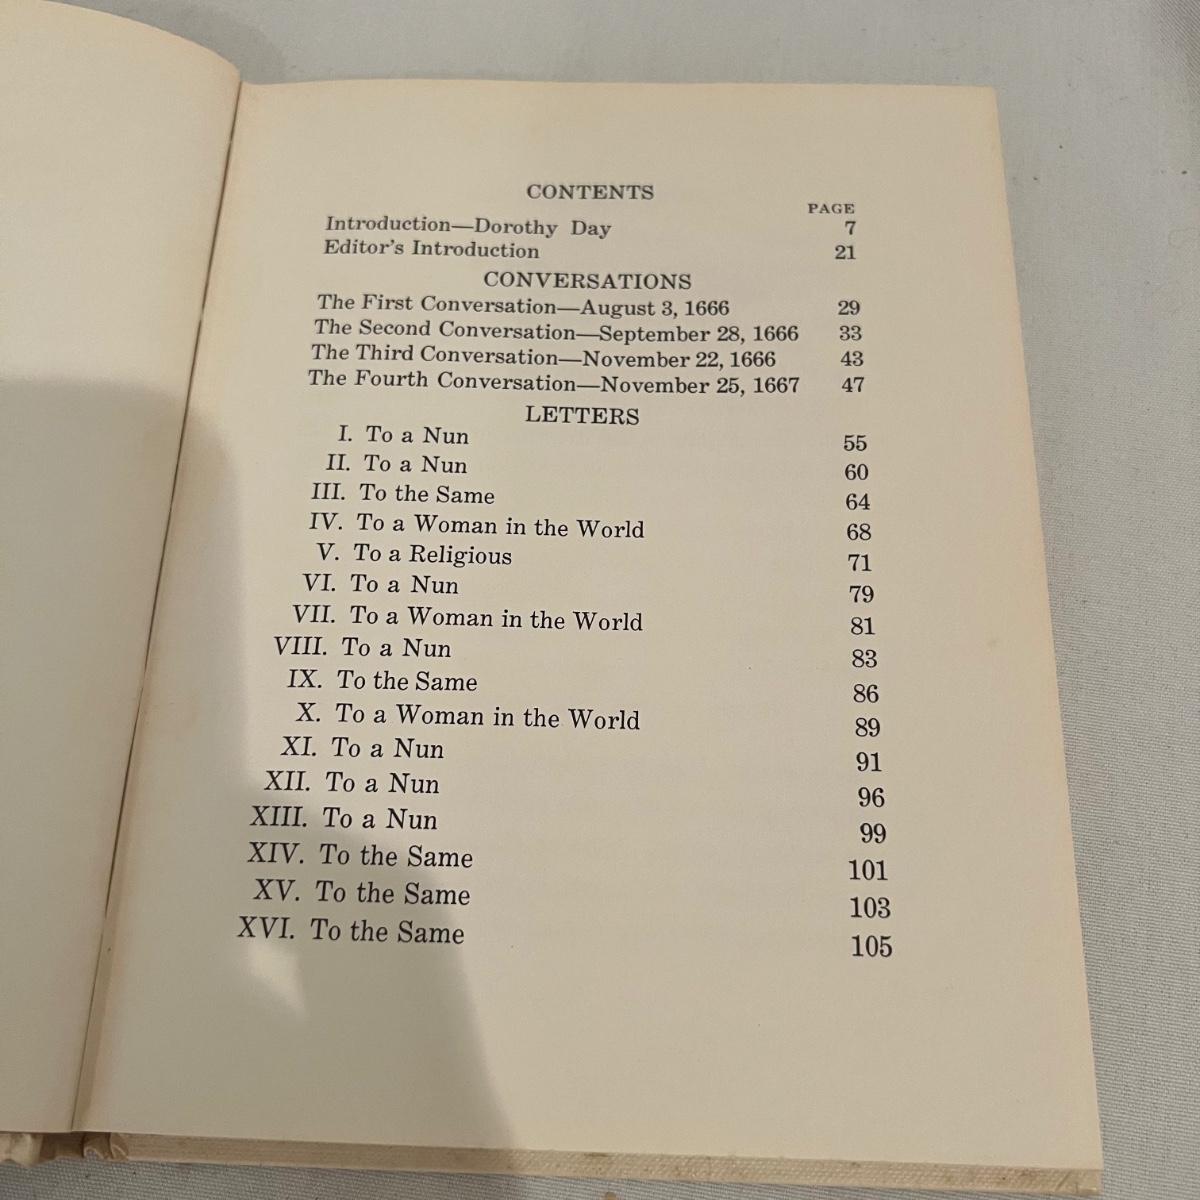 CONTENTS
PAGE
Introduction—Dorothy Day 7
Editor's Introduction 21
CONVERSATIONS
The First Conversation—August 3, 1666 29
The Second Conversation—September 28, 1666 33
The Third Conversation—November 22, 1666 43
The Fourth Conversation—November 25, 1667 47
LETTERS
I. To a Nun 55
II. To a Nun 60
III. To the Same 64
IV. To a Woman in the World 68
V. To a Religious 71
VI. To a Nun 79
VII. To a Woman in the World 81
VIII. To a Nun 83
IX. To the Same 86
X. To a Woman in the World 89
XI. To a Nun 91
XII. To a Nun 96
XIII. To a Nun 99
XIV. To the Same 101
XV. To the Same 103
XVI. To the Same 105